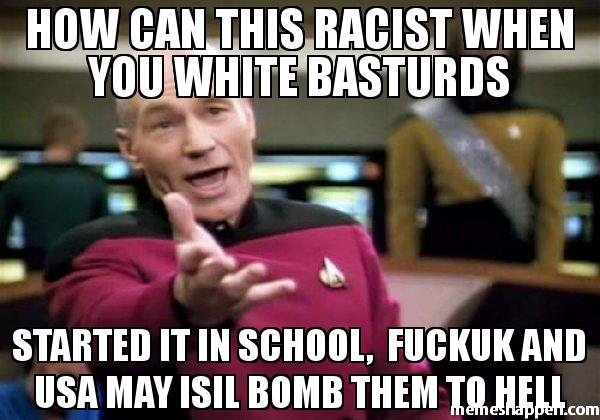 HOW CAN THIS RACIST WHEN
YOU WHITE BASTURDS
STARTED IT IN SCHOOL, FUCKUK AND
USA MAY ISIL BOMB THEM TO HELL
memeshappen.com